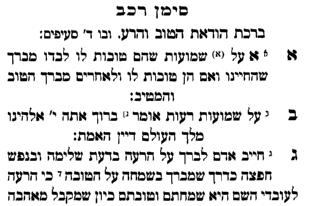 סימן רכב
ברכת הודאת הטוב והרע. ובו ד׳ סעיפים:
א א א על (א) שמועות שהם טובות לו לבדו מברך
שהחיינו ואם הן טובות לו ולאחרים מברך הטוב
והמטיב:
ב ג על שמועות רעות אומר ג) ברוך אתה י״י אלהינו
מלך העולם דיין האמת:
ג ג חייב אדם לברך על הרעה בדעת שלימה ובנפש
חפצה כדרך שמברך בשמחה על הטובה ד כי הרעה
לעובדי השם היא שמחתם וטובתם כיון שמקבל מאהבה